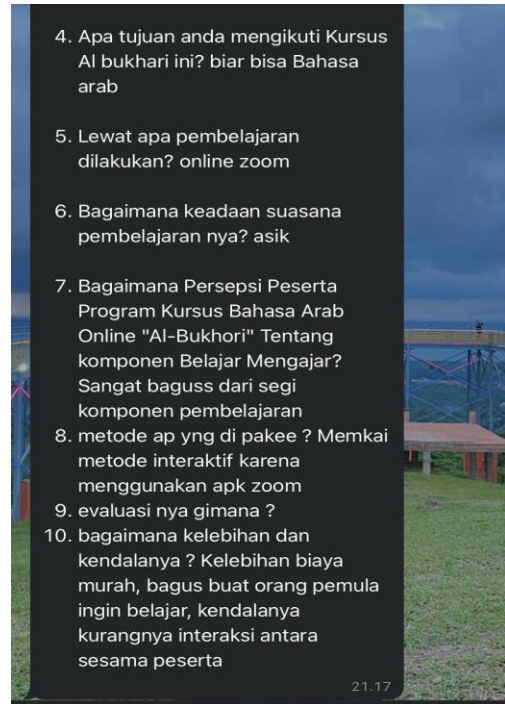 4. Apa tujuan anda mengikuti Kursus
Al bukhari ini? biar bisa Bahasa
arab
5. Lewat apa pembelajaran
dilakukan? online zoom
6. Bagaimana keadaan suasana
pembelajaran nya? asik
7. Bagaimana Persepsi Peserta
Program Kursus Bahasa Arab
Online "Al-Bukhori" Tentang
komponen Belajar Mengajar?
Sangat baguss dari segi
komponen pembelajaran
8. metode ap yng di pakee ? Memkai
metode interaktif karena
menggunakan apk zoom
9. evaluasi nya gimana ?
10. bagaimana kelebihan dan
kendalanya ? Kelebihan biaya
murah, bagus buat orang pemula
ingin belajar, kendalanya
kurangnya interaksi antara
sesama peserta
21.17